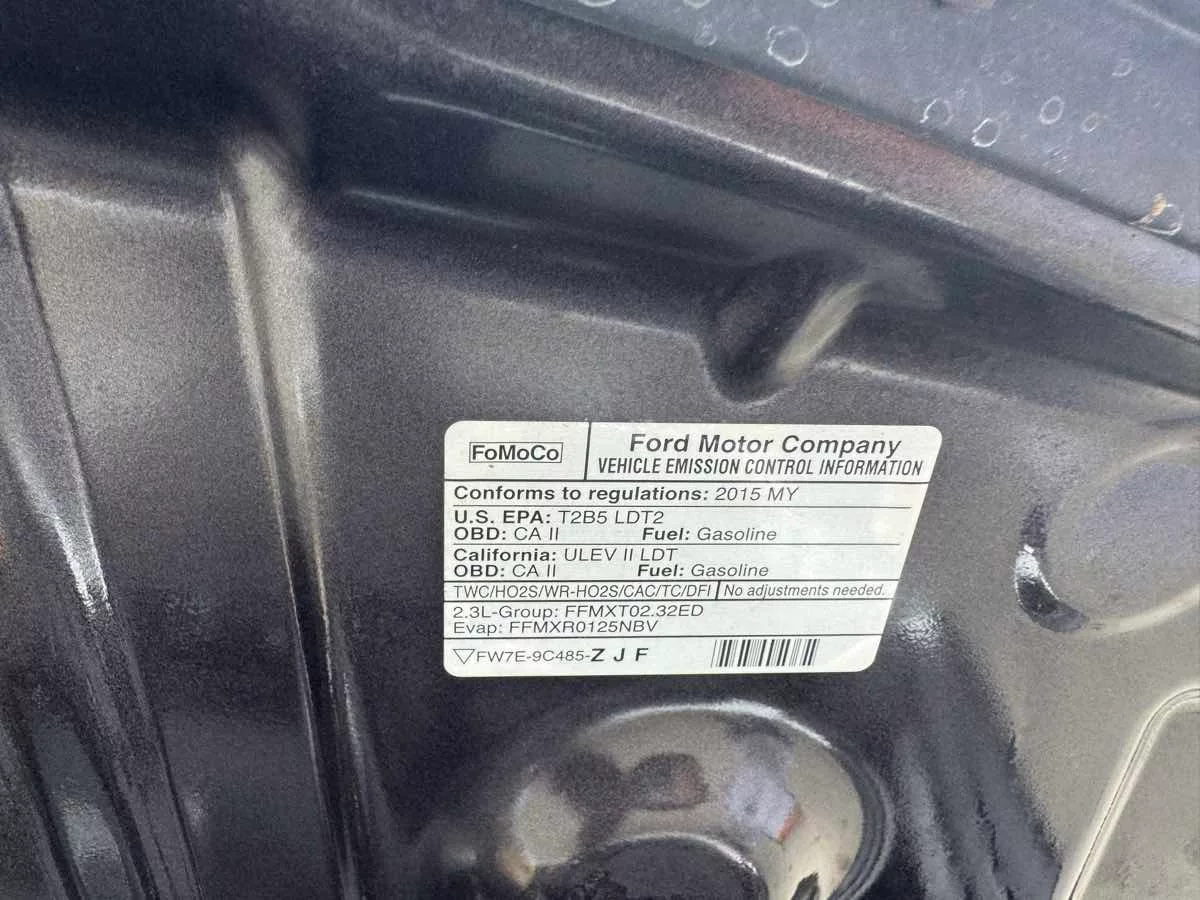 FoMoCo
Ford Motor Company
VEHICLE EMISSION CONTROL INFORMATION
Conforms to regulations: 2015 MY
U.S. EPA: T2B5 LDT2
OBD: CA II Fuel: Gasoline
California: ULEV II LDT
OBD: CA II Fuel: Gasoline
TWC/HO2S/WR-HO2S/CAC/TC/DFI No adjustments needed.
2.3L-Group: FFMXT02.32ED
Evap: FFMXR0125NBV
▽FW7E-9C485-Z J F